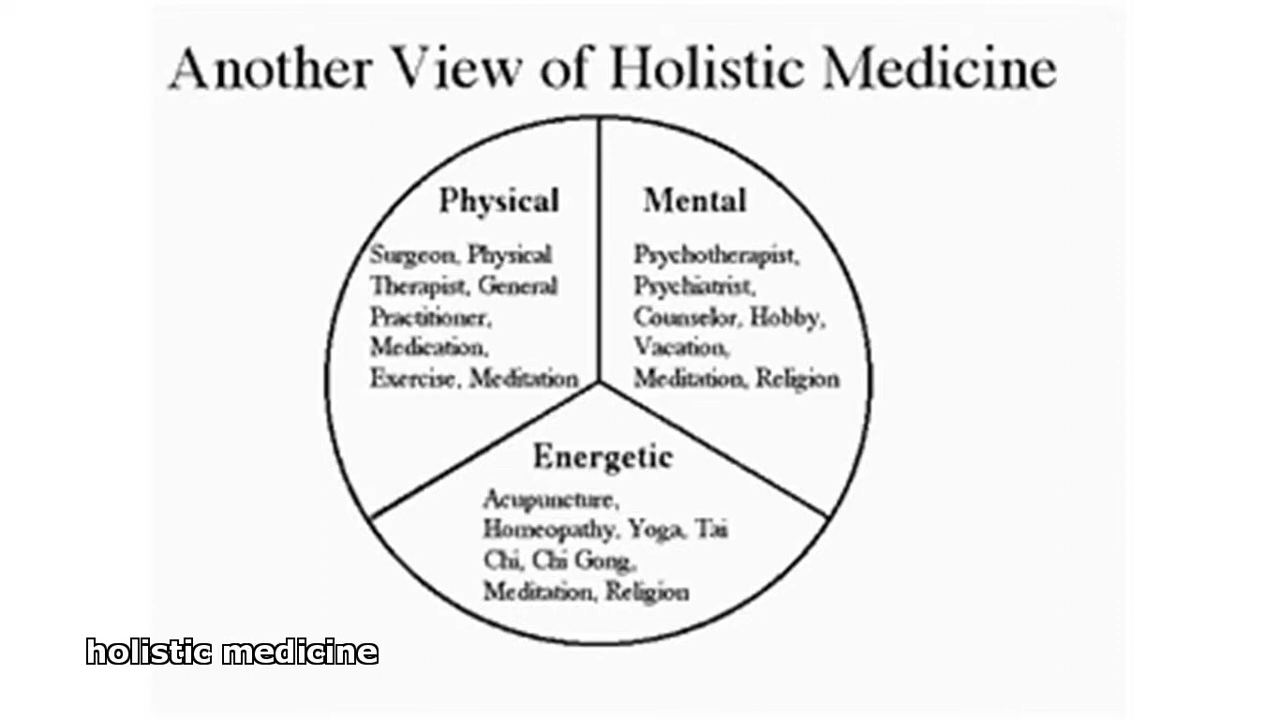 Another View of Holistic Medicine
Physical
Surgeon, Physical
Therapist, General
Practitioner,
Medication,
Exercise, Meditation
Mental
Psychotherapist,
Psychiatrist,
Counselor, Hobby,
Vacation,
Meditation, Religion
Energetic
Acupuncture,
Homeopathy, Yoga, Tai
Chi, Chi Gong,
Meditation, Religion
holistic medicine